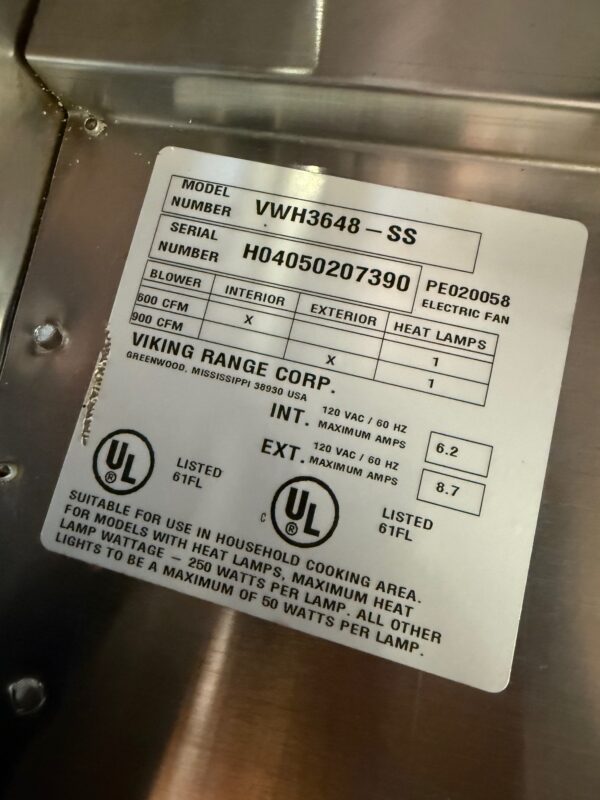 MODEL NUMBER VWH3648-SS
SERIAL NUMBER H04050207390
PE020058
ELECTRIC FAN
BLOWER INTERIOR EXTERIOR HEAT LAMPS
600 CFM X 1
900 CFM X 1
VIKING RANGE CORP.
GREENWOOD, MISSISSIPPI 38930 USA
INT. 120 VAC / 60 HZ MAXIMUM AMPS 6.2
EXT. 120 VAC / 60 HZ MAXIMUM AMPS 8.7
UL ® LISTED 61FL
C UL ® LISTED 61FL
SUITABLE FOR USE IN HOUSEHOLD COOKING AREA.
FOR MODELS WITH HEAT LAMPS, MAXIMUM HEAT
LAMP WATTAGE – 250 WATTS PER LAMP. ALL OTHER
LIGHTS TO BE A MAXIMUM OF 50 WATTS PER LAMP.